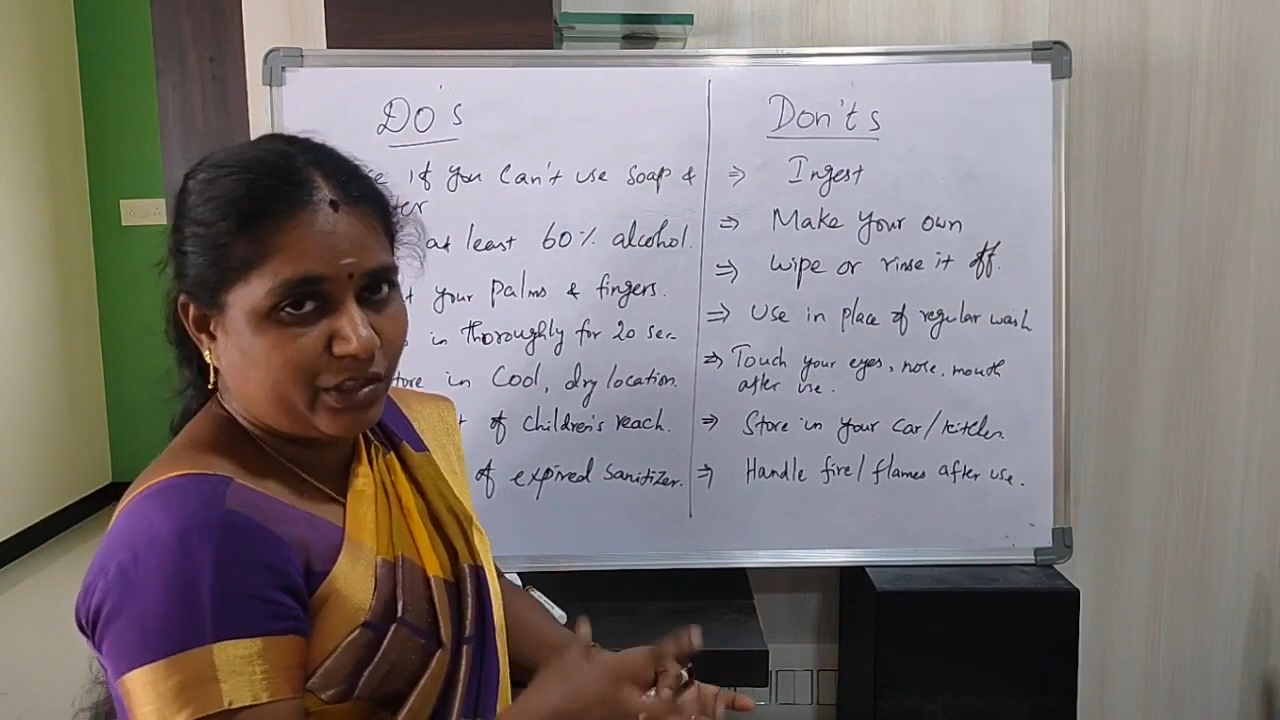 Do's
if you can't use soap &
at least 60% alcohol.
your palms & fingers.
in thoroughly for 20 sec
in Cool, dry location.
of children's reach.
of expired sanitizer.
Don'ts
⇒ Ingest
⇒ Make your own
⇒ wipe or rinse it off.
⇒ Use in place of regular wash
⇒ Touch your eyes, nose, mouth
after use.
⇒ Store in your car/kitchen.
⇒ Handle fire/flames after use.